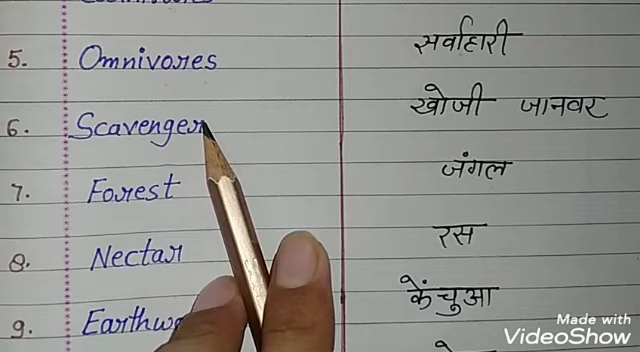 5. Omnivores सर्वाहारी
6. Scavenger खोजी जानवर
7. Forest जंगल
8. Nectar रस
9. केंचुआ
Made with
VideoShow